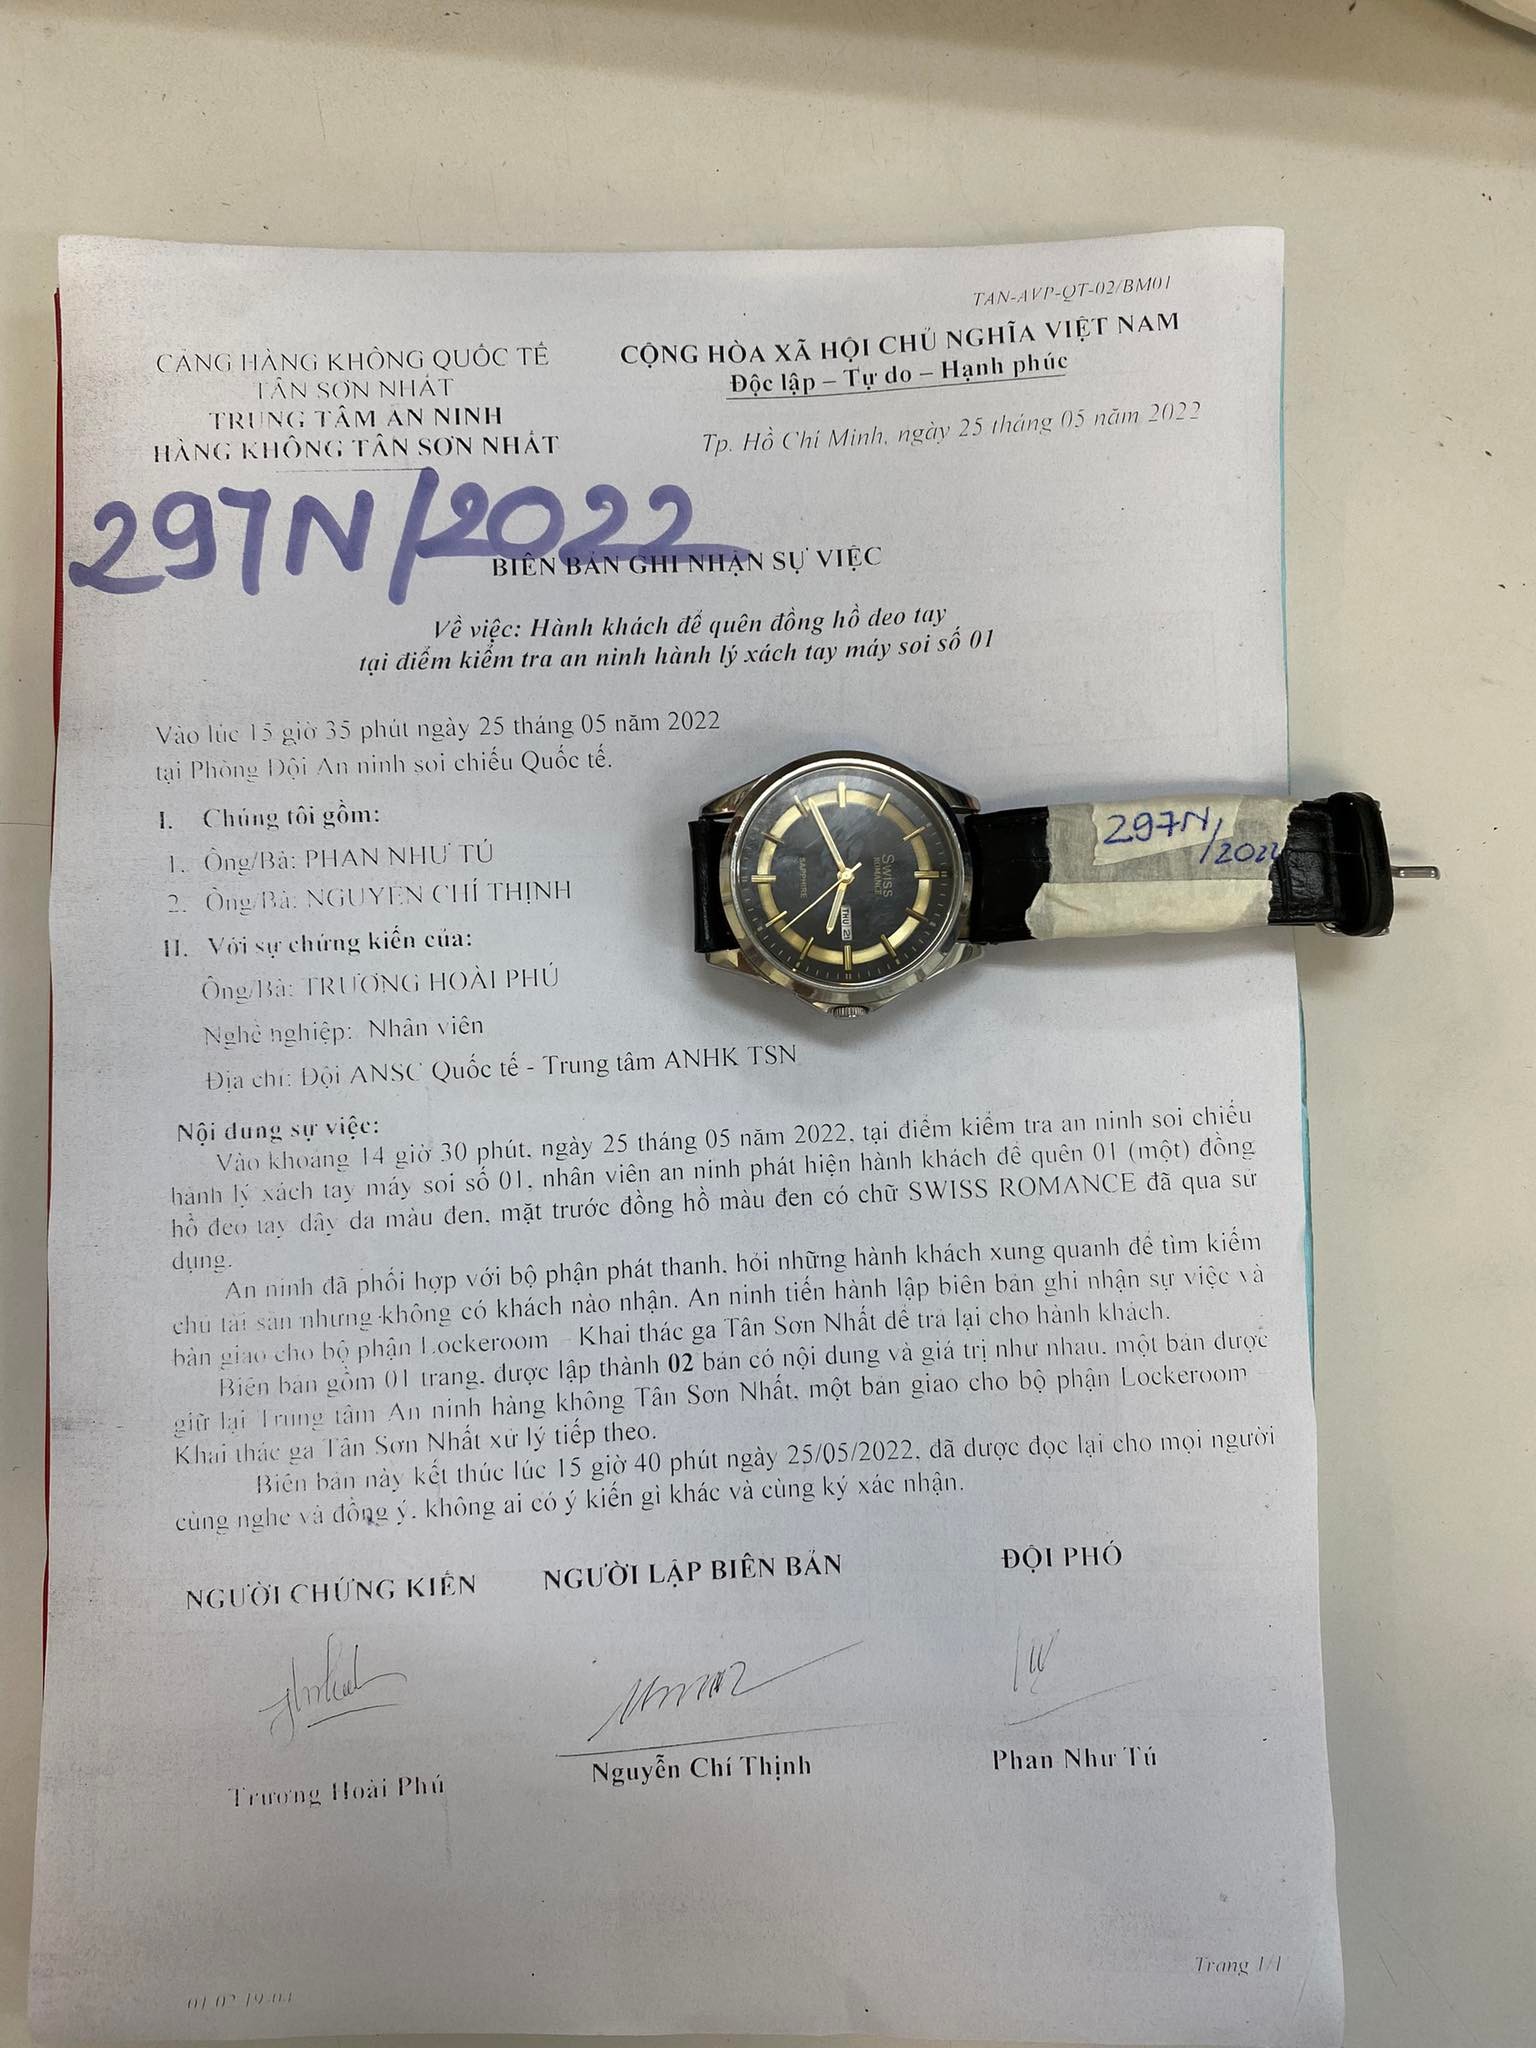 TAN-AVP-QT-02/BM01
CẢNG HÀNG KHÔNG QUỐC TẾ
TÂN SƠN NHẤT
TRUNG TÂM AN NINH
HÀNG KHÔNG TÂN SƠN NHẤT
CỘNG HÒA XÃ HỘI CHỦ NGHĨA VIỆT NAM
Độc lập – Tự do – Hạnh phúc
Tp. Hồ Chí Minh, ngày 25 tháng 05 năm 2022
297N/2022
BIÊN BẢN GHI NHẬN SỰ VIỆC
Về việc: Hành khách để quên đồng hồ đeo tay
tại điểm kiểm tra an ninh hành lý xách tay máy soi số 01
Vào lúc 15 giờ 35 phút ngày 25 tháng 05 năm 2022
tại Phòng Đội An ninh soi chiếu Quốc tế.
I. Chúng tôi gồm:
1. Ông/Bà: PHAN NHƯ TÚ
2. Ông/Bà: NGUYỄN CHÍ THỊNH
II. Với sự chứng kiến của:
Ông/Bà: TRƯƠNG HOÀI PHÚ
Nghề nghiệp: Nhân viên
Địa chỉ: Đội ANSC Quốc tế - Trung tâm ANHK TSN
SWISS
ROMANCE
SAPPHIRE
THU 2
297N/2022
Nội dung sự việc:
Vào khoảng 14 giờ 30 phút, ngày 25 tháng 05 năm 2022, tại điểm kiểm tra an ninh soi chiếu
hành lý xách tay máy soi số 01, nhân viên an ninh phát hiện hành khách để quên 01 (một) đồng
hồ đeo tay dây da màu đen, mặt trước đồng hồ màu đen có chữ SWISS ROMANCE đã qua sử
dụng.
An ninh đã phối hợp với bộ phận phát thanh, hỏi những hành khách xung quanh để tìm kiếm
chủ tài sản nhưng không có khách nào nhận. An ninh tiến hành lập biên bản ghi nhận sự việc và
bàn giao cho bộ phận Lockeroom - Khai thác ga Tân Sơn Nhất để trả lại cho hành khách.
Biên bản gồm 01 trang, được lập thành 02 bản có nội dung và giá trị như nhau, một bản được
giữ lại Trung tâm An ninh hàng không Tân Sơn Nhất, một bản giao cho bộ phận Lockeroom
Khai thác ga Tân Sơn Nhất xử lý tiếp theo.
Biên bản này kết thúc lúc 15 giờ 40 phút ngày 25/05/2022, đã được đọc lại cho mọi người
cùng nghe và đồng ý, không ai có ý kiến gì khác và cùng ký xác nhận.
NGƯỜI CHỨNG KIẾN
NGƯỜI LẬP BIÊN BẢN
ĐỘI PHÓ
Trương Hoài Phú
Nguyễn Chí Thịnh
Phan Như Tú
Trang 1/1